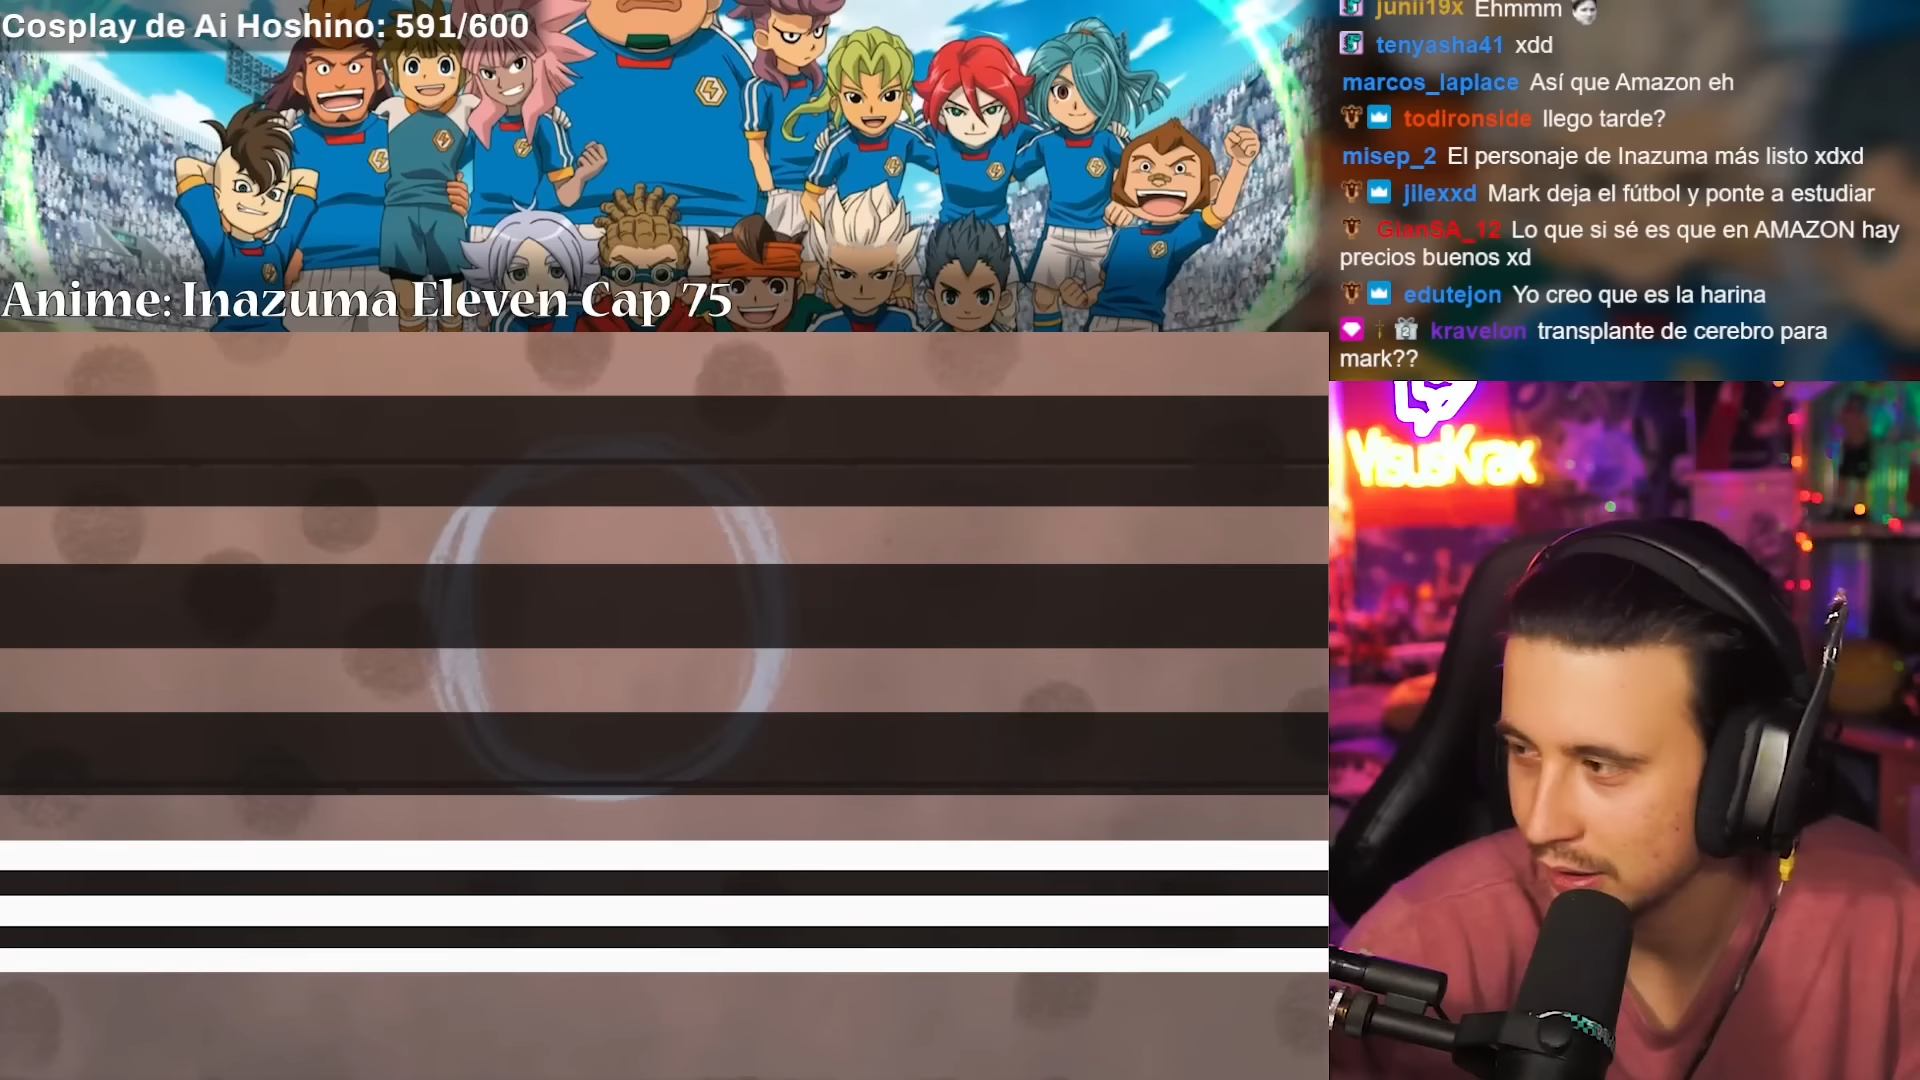 Cosplay de Ai Hoshino: 591/600
Anime: Inazuma Eleven Cap 75
junii19x Ehmmm
tenyasha41 xdd
marcos_laplace Así que Amazon eh
todironside llego tarde?
misep_2 El personaje de Inazuma más listo xdxd
jilexxd Mark deja el fútbol y ponte a estudiar
GianSA_12 Lo que si sé es que en AMAZON hay
precios buenos xd
edutejon Yo creo que es la harina
kravelon transplante de cerebro para
mark??
VisusKrax